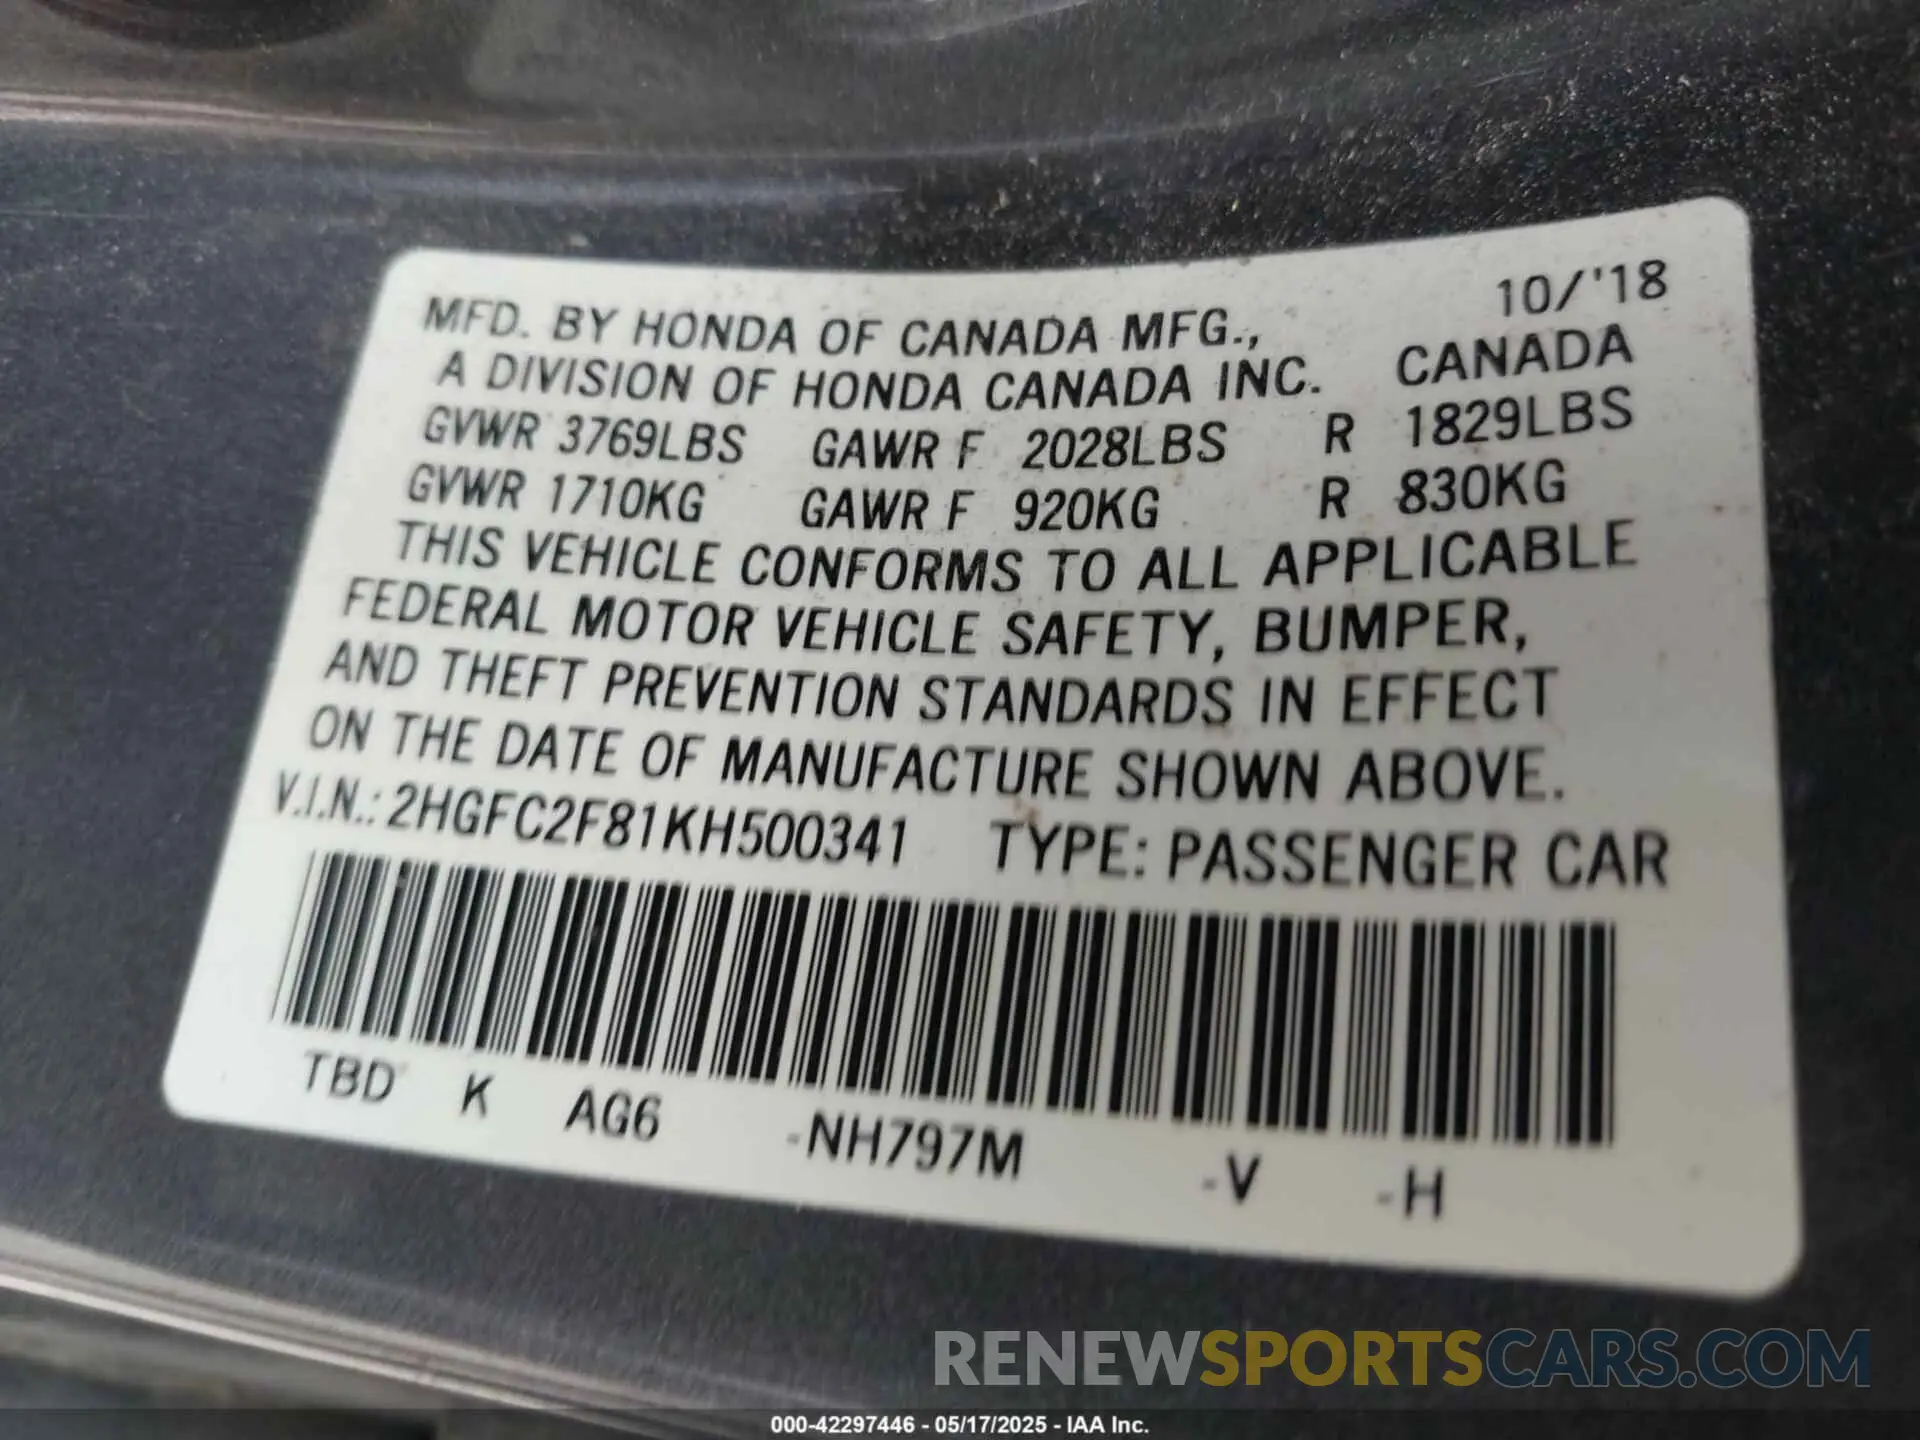 10/'18
MFD. BY HONDA OF CANADA MFG.,
A DIVISION OF HONDA CANADA INC. CANADA
GVWR 3769LBS GAWR F 2028LBS R 1829LBS
GVWR 1710KG GAWR F 920KG R 830KG
THIS VEHICLE CONFORMS TO ALL APPLICABLE
FEDERAL MOTOR VEHICLE SAFETY, BUMPER,
AND THEFT PREVENTION STANDARDS IN EFFECT
ON THE DATE OF MANUFACTURE SHOWN ABOVE.
V.I.N.: 2HGFC2F81KH500341 TYPE: PASSENGER CAR
TBD K AG6 -NH797M -V -H
RENEWSPORTSCARS.COM
000-42297446 - 05/17/2025 - IAA Inc.